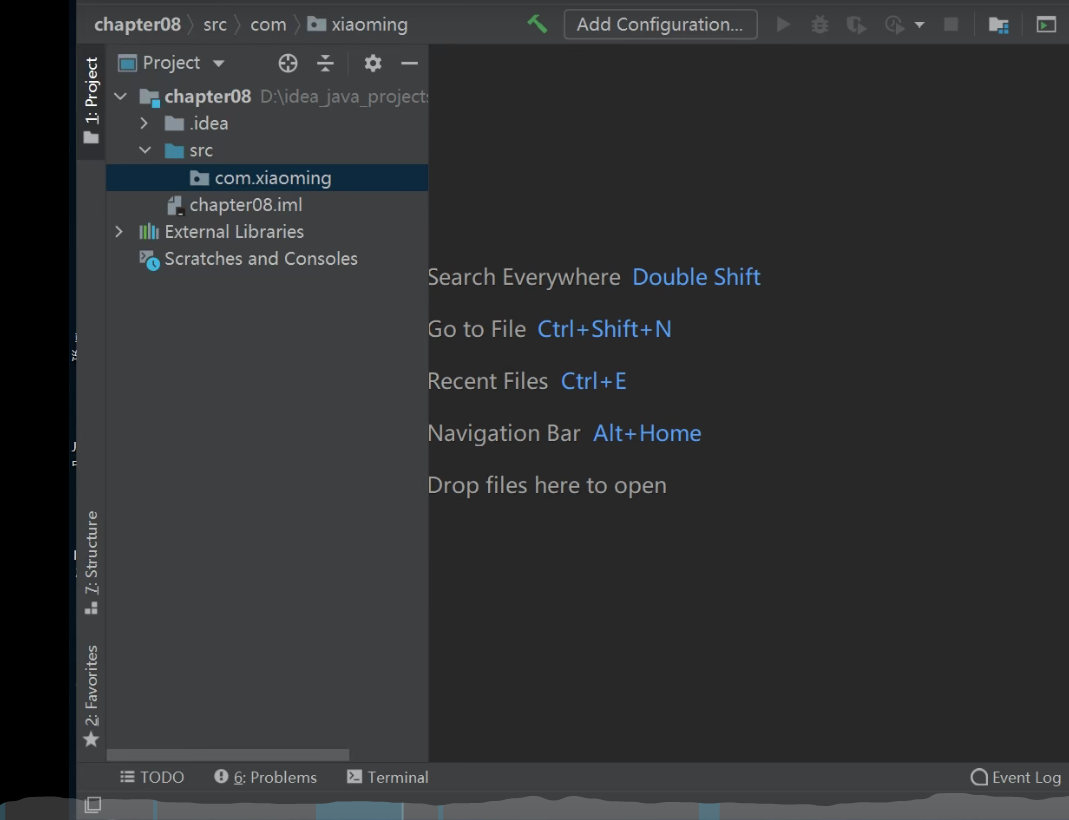 chapter08 src com xiaoming Add Configuration...
1: Project
Project
chapter08 D:\idea_java_project
.idea
src
com.xiaoming
chapter08.iml
External Libraries
Scratches and Consoles
Search Everywhere Double Shift
Go to File Ctrl+Shift+N
Recent Files Ctrl+E
Navigation Bar Alt+Home
Drop files here to open
7: Structure
2: Favorites
TODO 6: Problems Terminal Event Log